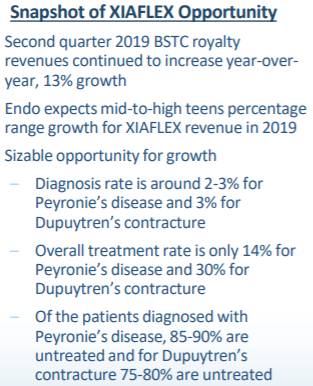 Snapshot of XIAFLEX Opportunity
Second quarter 2019 BSTC royalty
revenues continued to increase year-over-
year, 13% growth
Endo expects mid-to-high teens percentage
range growth for XIAFLEX revenue in 2019
Sizable opportunity for growth
– Diagnosis rate is around 2-3% for
Peyronie’s disease and 3% for
Dupuytren’s contracture
– Overall treatment rate is only 14% for
Peyronie’s disease and 30% for
Dupuytren’s contracture
– Of the patients diagnosed with
Peyronie’s disease, 85-90% are
untreated and for Dupuytren’s
contracture 75-80% are untreated